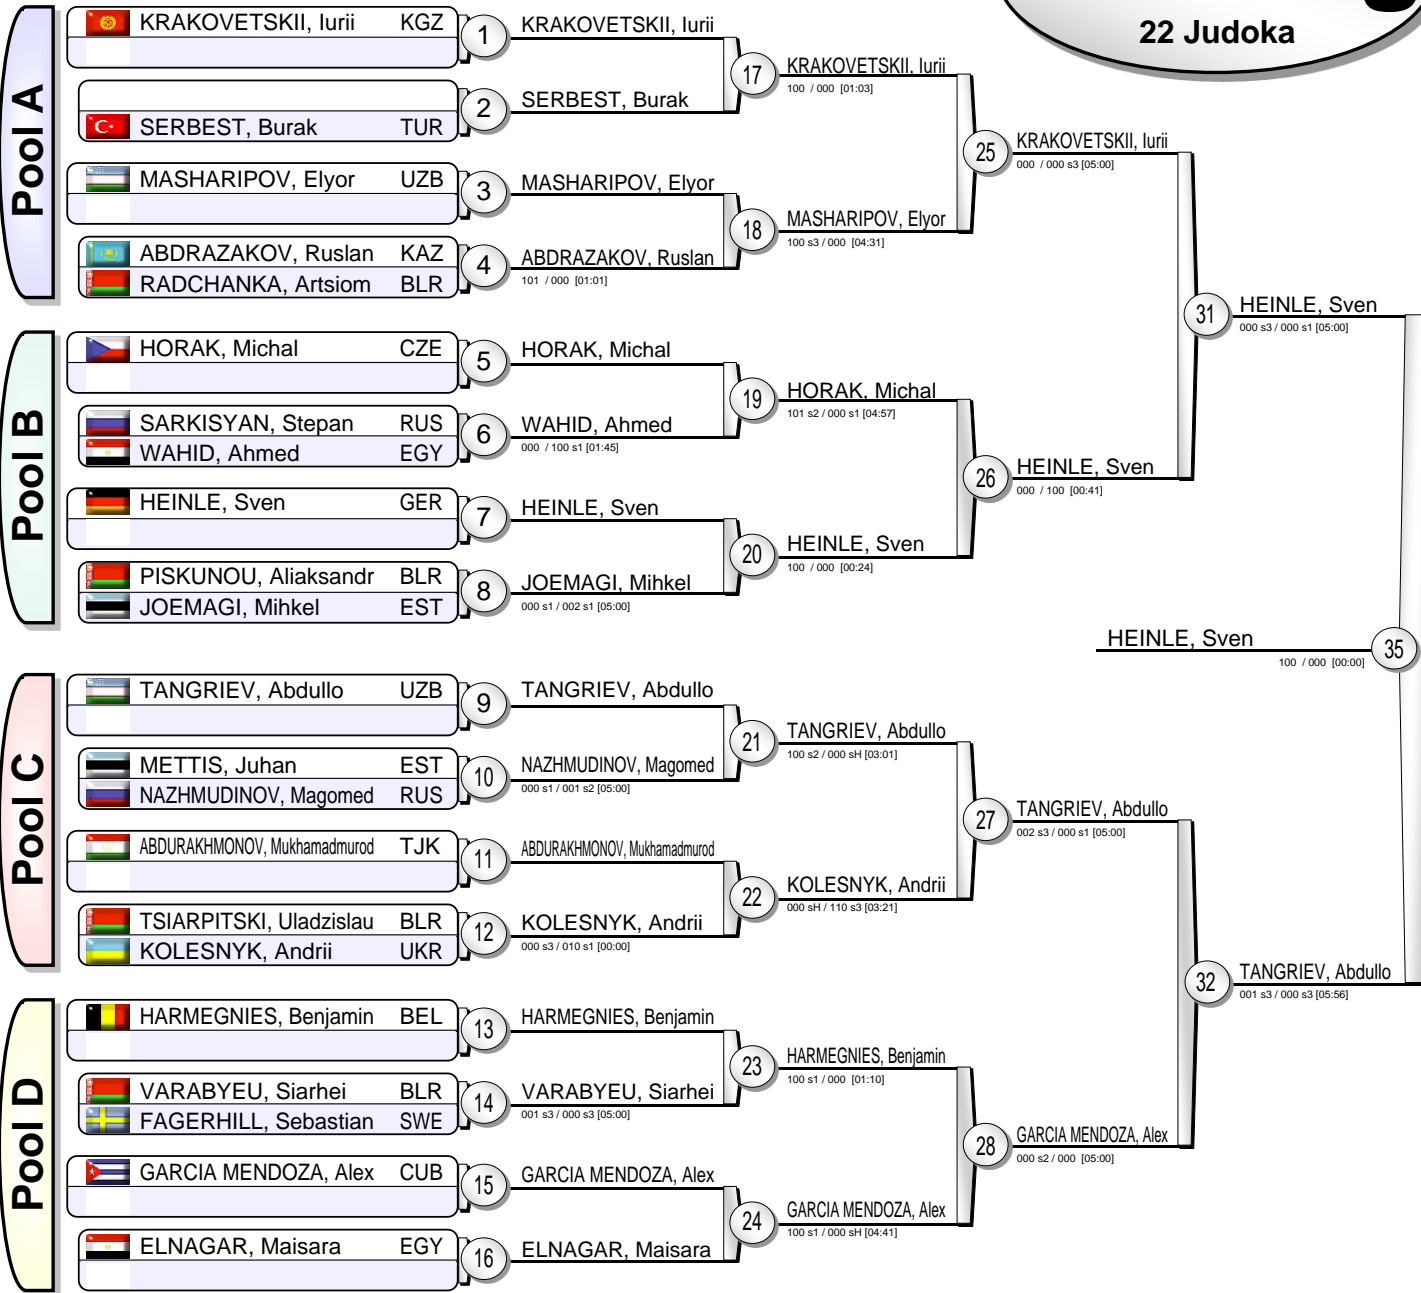 22 Judoka
Pool A
KRAKOVETSKII, Iurii KGZ
1
KRAKOVETSKII, Iurii
SERBEST, Burak TUR
2
SERBEST, Burak
17
KRAKOVETSKII, Iurii
100 / 000 [01:03]
MASHARIPOV, Elyor UZB
3
MASHARIPOV, Elyor
ABDRAZAKOV, Ruslan KAZ
RADCHANKA, Artsiom BLR
4
ABDRAZAKOV, Ruslan
101 / 000 [01:01]
18
MASHARIPOV, Elyor
100 s3 / 000 [04:31]
25
KRAKOVETSKII, Iurii
000 / 000 s3 [05:00]
Pool B
HORAK, Michal CZE
5
HORAK, Michal
SARKISYAN, Stepan RUS
WAHID, Ahmed EGY
6
WAHID, Ahmed
000 / 100 s1 [01:45]
19
HORAK, Michal
101 s2 / 000 s1 [04:57]
HEINLE, Sven GER
7
HEINLE, Sven
PISKUNOU, Aliaksandr BLR
JOEMAGI, Mihkel EST
8
JOEMAGI, Mihkel
000 s1 / 002 s1 [05:00]
20
HEINLE, Sven
100 / 000 [00:24]
26
HEINLE, Sven
000 / 100 [00:41]
31
HEINLE, Sven
000 s3 / 000 s1 [05:00]
HEINLE, Sven
100 / 000 [00:00]
35
Pool C
TANGRIEV, Abdullo UZB
9
TANGRIEV, Abdullo
METTIS, Juhan EST
NAZHMUDINOV, Magomed RUS
10
NAZHMUDINOV, Magomed
000 s1 / 001 s2 [05:00]
21
TANGRIEV, Abdullo
100 s2 / 000 sH [03:01]
ABDURAKHMONOV, Mukhamadmurod TJK
11
ABDURAKHMONOV, Mukhamadmurod
TSIARPITSKI, Uladzislau BLR
KOLESNYK, Andrii UKR
12
KOLESNYK, Andrii
000 s3 / 010 s1 [00:00]
22
KOLESNYK, Andrii
000 sH / 110 s3 [03:21]
27
TANGRIEV, Abdullo
002 s3 / 000 s1 [05:00]
Pool D
HARMEGNIES, Benjamin BEL
13
HARMEGNIES, Benjamin
VARABYEU, Siarhei BLR
FAGERHILL, Sebastian SWE
14
VARABYEU, Siarhei
001 s3 / 000 s3 [05:00]
23
HARMEGNIES, Benjamin
100 s1 / 000 [01:10]
GARCIA MENDOZA, Alex CUB
15
GARCIA MENDOZA, Alex
ELNAGAR, Maisara EGY
16
ELNAGAR, Maisara
24
GARCIA MENDOZA, Alex
100 s1 / 000 sH [04:41]
28
GARCIA MENDOZA, Alex
000 s2 / 000 [05:00]
32
TANGRIEV, Abdullo
001 s3 / 000 s3 [05:56]